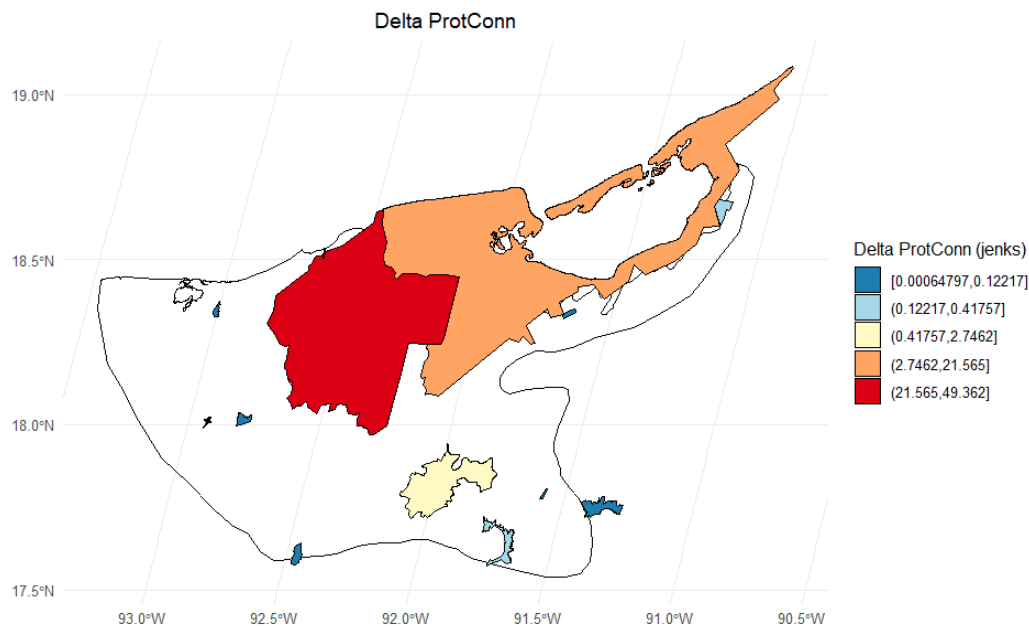 Delta ProtConn
19.0°N
18.5°N
18.0°N
17.5°N
93.0°W 92.5°W 92.0°W 91.5°W 91.0°W 90.5°W
Delta ProtConn (jenks)
[0.00064797,0.12217]
(0.12217,0.41757]
(0.41757,2.7462]
(2.7462,21.565]
(21.565,49.362]